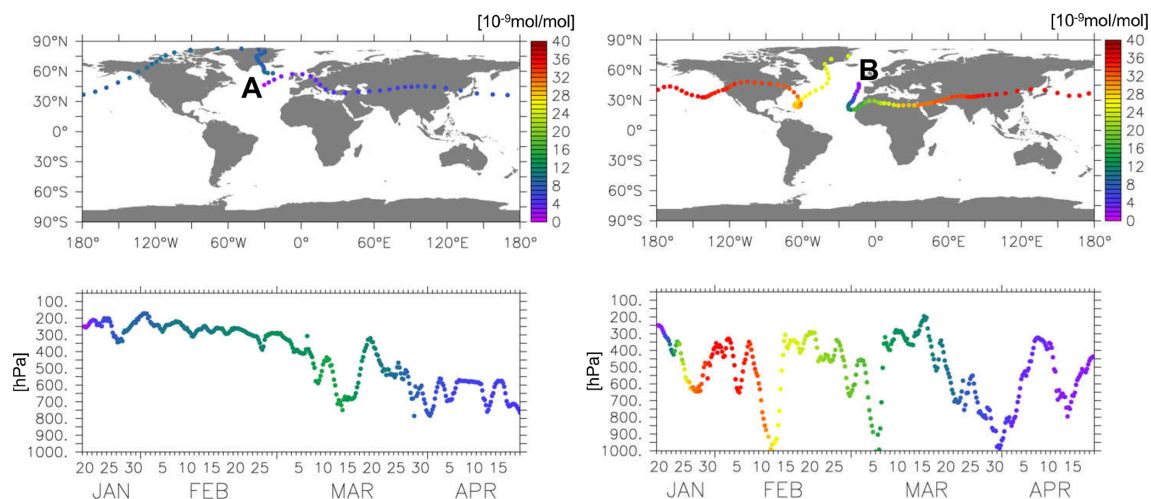 [10-9mol/mol]
90°N
60°N
30°N
0°
30°S
60°S
90°S
180° 120°W 60°W 0° 60°E 120°E 180°
A
40
36
32
28
24
20
16
12
8
4
0
[10-9mol/mol]
90°N
60°N
30°N
0°
30°S
60°S
90°S
180° 120°W 60°W 0° 60°E 120°E 180°
B
40
36
32
28
24
20
16
12
8
4
0
[hPa]
100.
200.
300.
400.
500.
600.
700.
800.
900.
1000.
20 25 30 5 10 15 20 25 5 10 15 20 25 30 5 10 15
JAN FEB MAR APR
[hPa]
100.
200.
300.
400.
500.
600.
700.
800.
900.
1000.
20 25 30 5 10 15 20 25 30 5 10 15 20 25 30 5 10 15
JAN FEB MAR APR